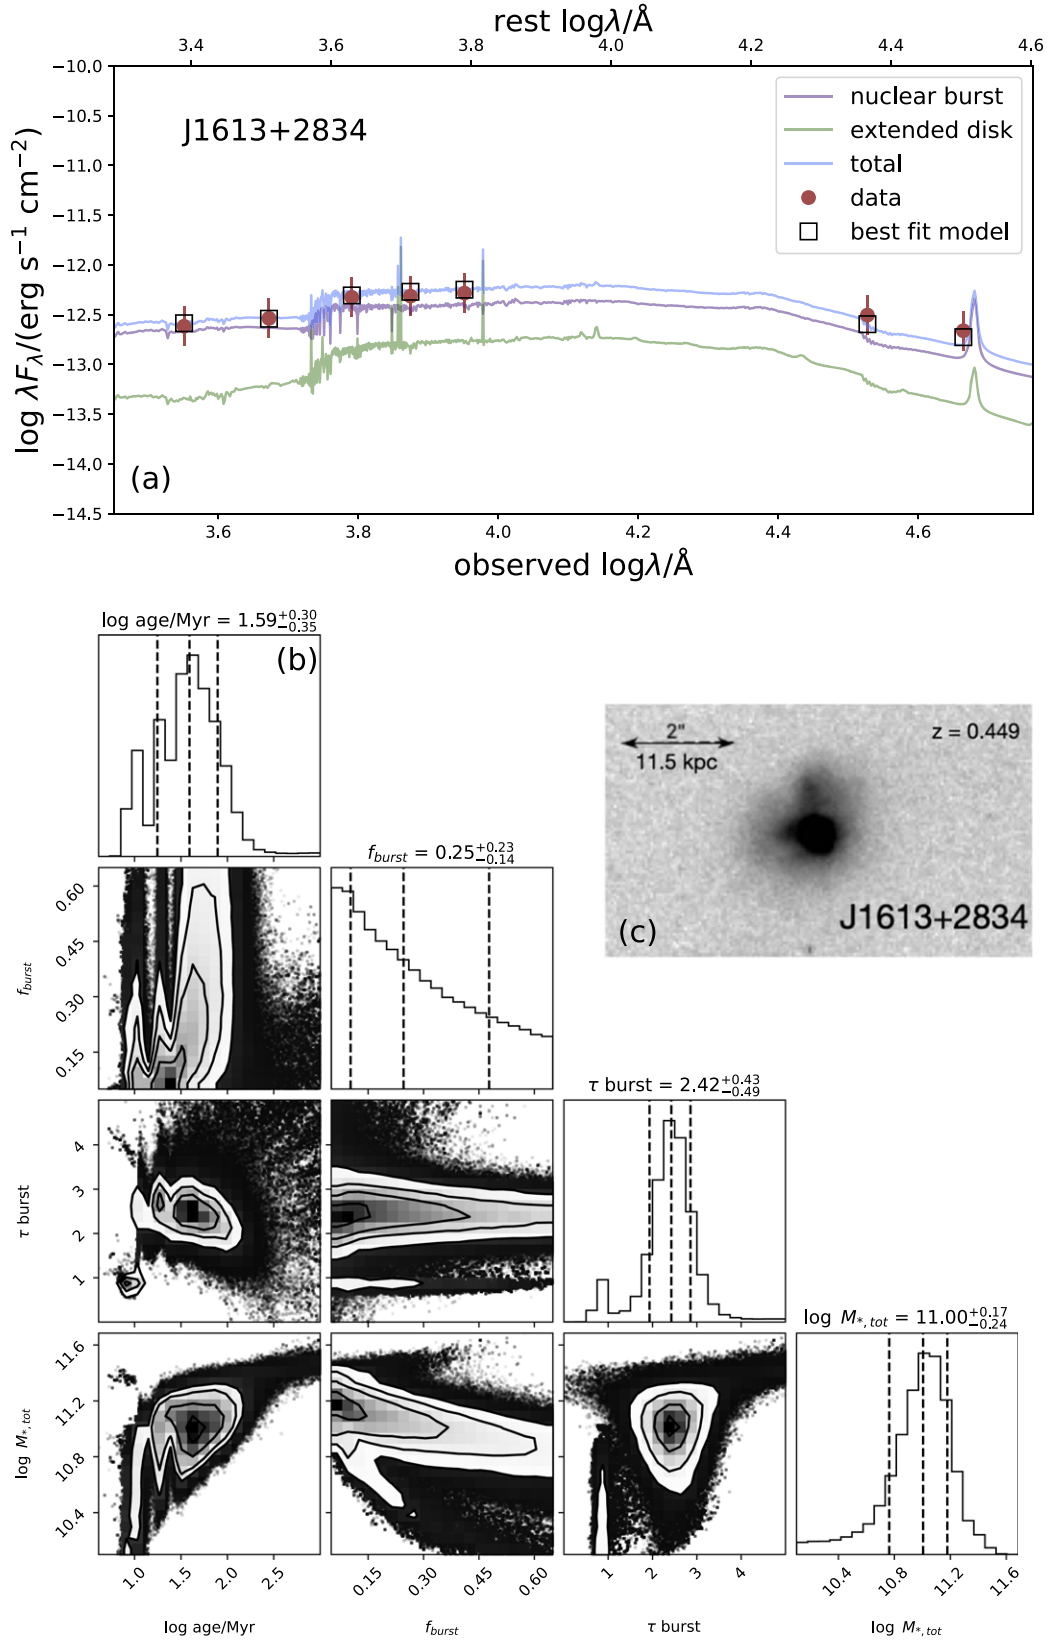 rest logλ/Å
3.4 3.6 3.8 4.0 4.2 4.4 4.6
−10.0
−10.5
−11.0
−11.5
−12.0
−12.5
−13.0
−13.5
−14.0
−14.5
log λFλ/(erg s⁻¹ cm⁻²)
J1613+2834
nuclear burst
extended disk
total
data
best fit model
(a)
3.6 3.8 4.0 4.2 4.4 4.6
observed logλ/Å
log age/Myr = 1.59+0.30−0.35
(b)
2"
11.5 kpc
z = 0.449
J1613+2834
(c)
f_burst = 0.25+0.23−0.14
0.60
0.45
0.30
0.15
f_burst
τ burst = 2.42+0.43−0.49
4
3
2
1
τ burst
log M*,tot = 11.00+0.17−0.24
11.6
11.2
10.8
10.4
log M*,tot
1.0 1.5 2.0 2.5
0.15 0.30 0.45 0.60
1 2 3 4
10.4 10.8 11.2 11.6
log age/Myr
f_burst
τ burst
log M*,tot